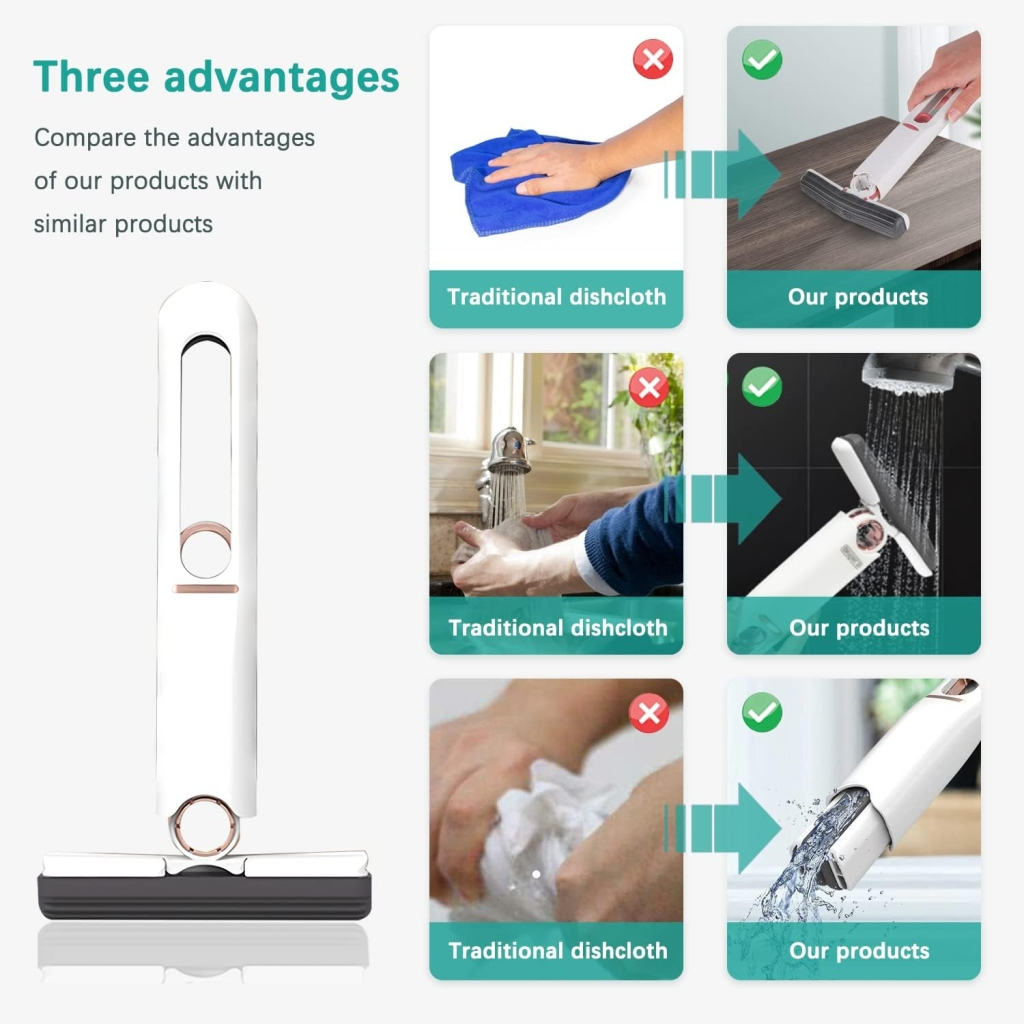 Three advantages
Compare the advantages
of our products with
similar products
Traditional dishcloth
Our products
Traditional dishcloth
Our products
Traditional dishcloth
Our products